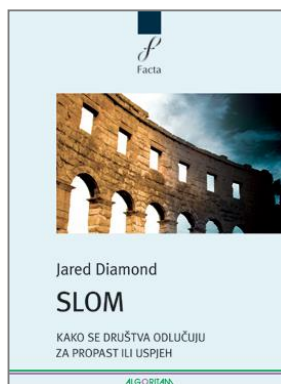 f
Facta
Jared Diamond
SLOM
KAKO SE DRUŠTVA ODLUČUJU
ZA PROPAST ILI USPJEH
ALGORITAM